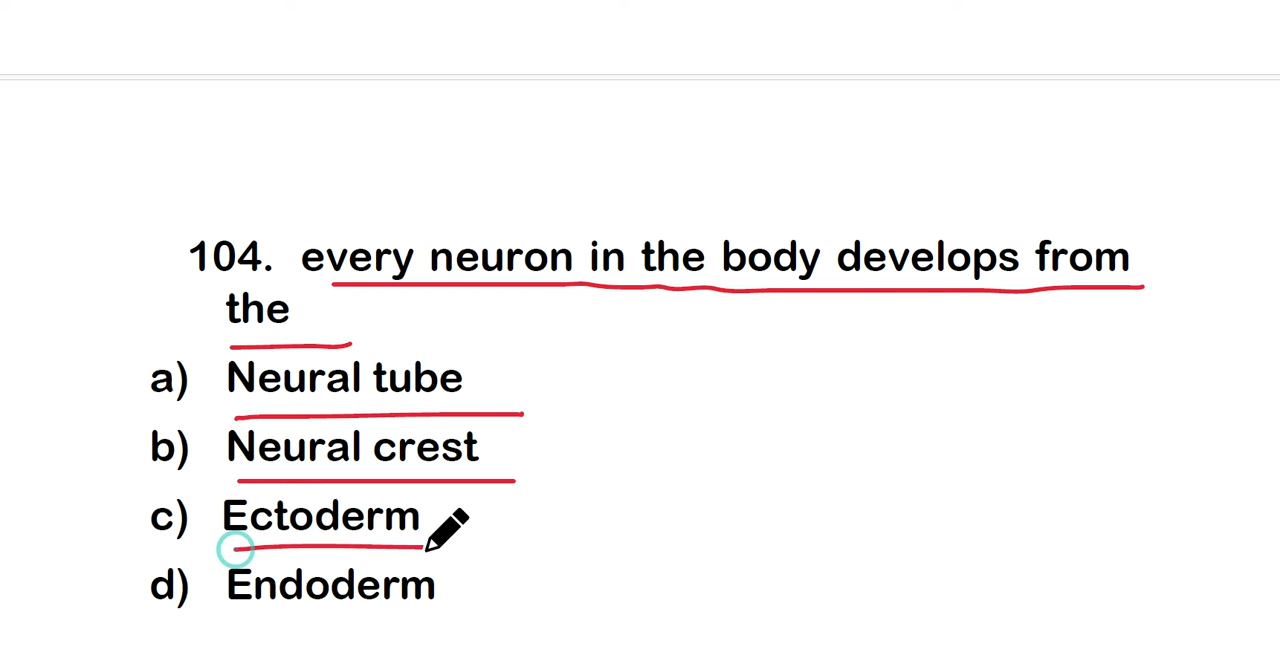 104. every neuron in the body develops from
the
a) Neural tube
b) Neural crest
c) Ectoderm
d) Endoderm